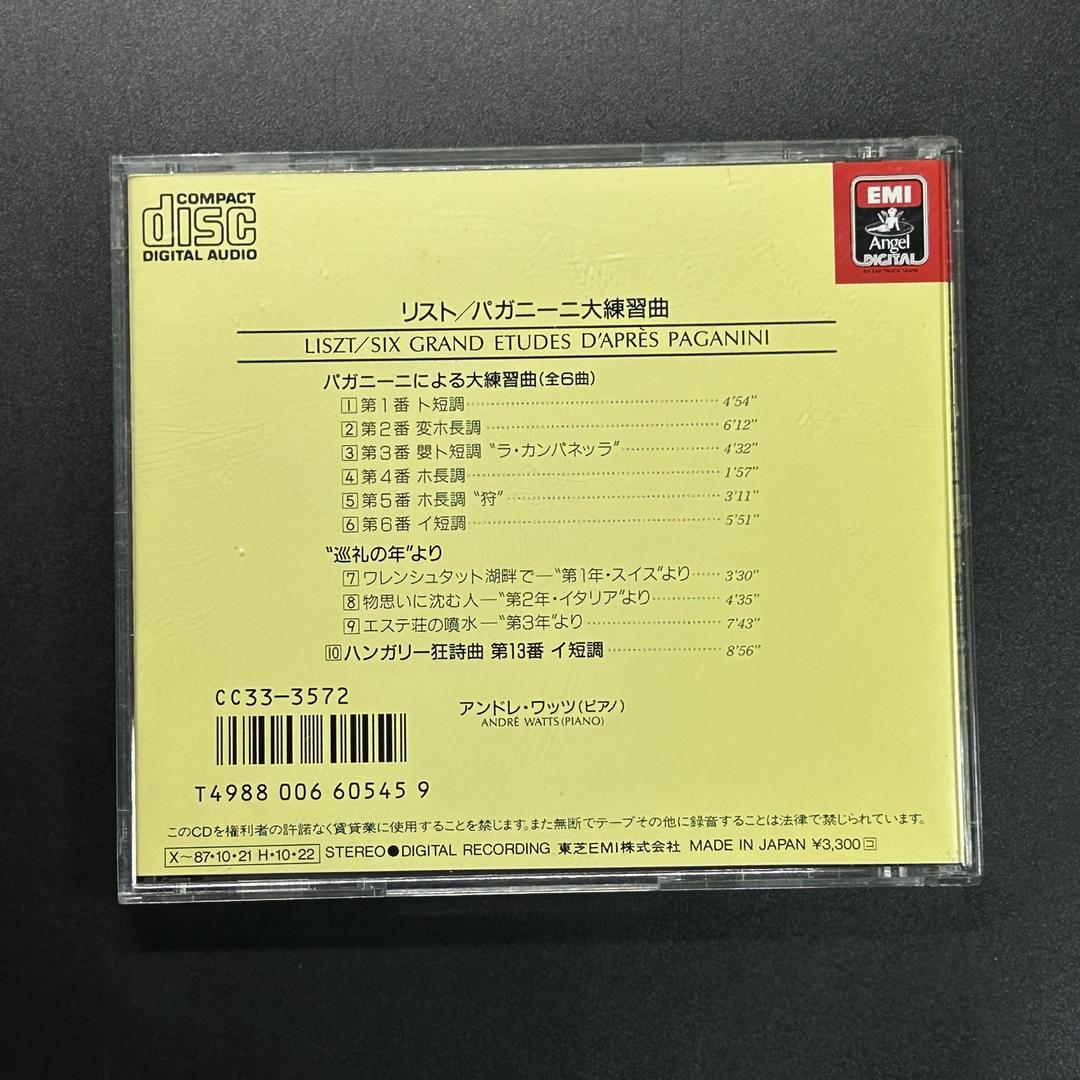 COMPACT
disc
DIGITAL AUDIO
EMI
Angel
DIGITAL
リスト/パガニーニ大練習曲
LISZT/SIX GRAND ETUDES D'APRÈS PAGANINI
パガニーニによる大練習曲(全6曲)
1 第1番 ト短調 4'54"
2 第2番 変ホ長調 6'12"
3 第3番 嬰ト短調 "ラ・カンパネッラ" 4'32"
4 第4番 ホ長調 1'57"
5 第5番 ホ長調 "狩" 3'11"
6 第6番 イ短調 5'51"
"巡礼の年"より
7 ワレンシュタット湖畔で—"第1年・スイス"より 3'30"
8 物思いに沈む人—"第2年・イタリア"より 4'35"
9 エステ荘の噴水—"第3年"より 7'43"
10 ハンガリー狂詩曲 第13番 イ短調 8'56"
CC33-3572
アンドレ・ワッツ(ピアノ)
ANDRÉ WATTS(PIANO)
T4988 006 60545 9
このCDを権利者の許諾なく賃貸業に使用することを禁じます。また無断でテープその他に録音することは法律で禁じられています。
X〜87・10・21 H・10・22 STEREO●DIGITAL RECORDING 東芝EMI株式会社 MADE IN JAPAN ¥3,300 コ